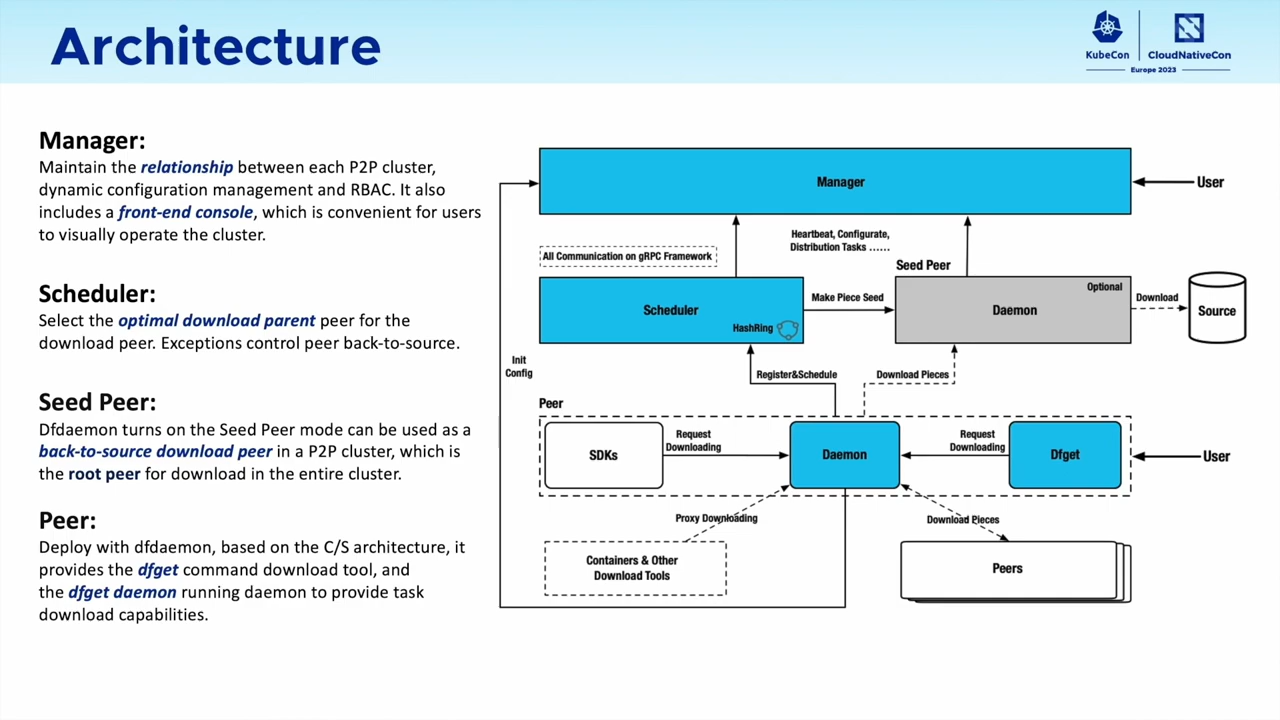 Architecture
KubeCon
CloudNativeCon
Europe 2023
Manager:
Maintain the relationship between each P2P cluster,
dynamic configuration management and RBAC. It also
includes a front-end console, which is convenient for users
to visually operate the cluster.
Scheduler:
Select the optimal download parent peer for the
download peer. Exceptions control peer back-to-source.
Seed Peer:
Dfdaemon turns on the Seed Peer mode can be used as a
back-to-source download peer in a P2P cluster, which is
the root peer for download in the entire cluster.
Peer:
Deploy with dfdaemon, based on the C/S architecture, it
provides the dfget command download tool, and
the dfget daemon running daemon to provide task
download capabilities.
Manager
User
All Communication on gRPC Framework
Heartbeat, Configurate,
Distribution Tasks ......
Seed Peer
Scheduler
HashRing
Make Piece Seed
Optional
Daemon
Download
Source
Init
Config
Register&Schedule
Download Pieces
Peer
SDKs
Request
Downloading
Daemon
Request
Downloading
Dfget
User
Proxy Downloading
Download Pieces
Containers & Other
Download Tools
Peers